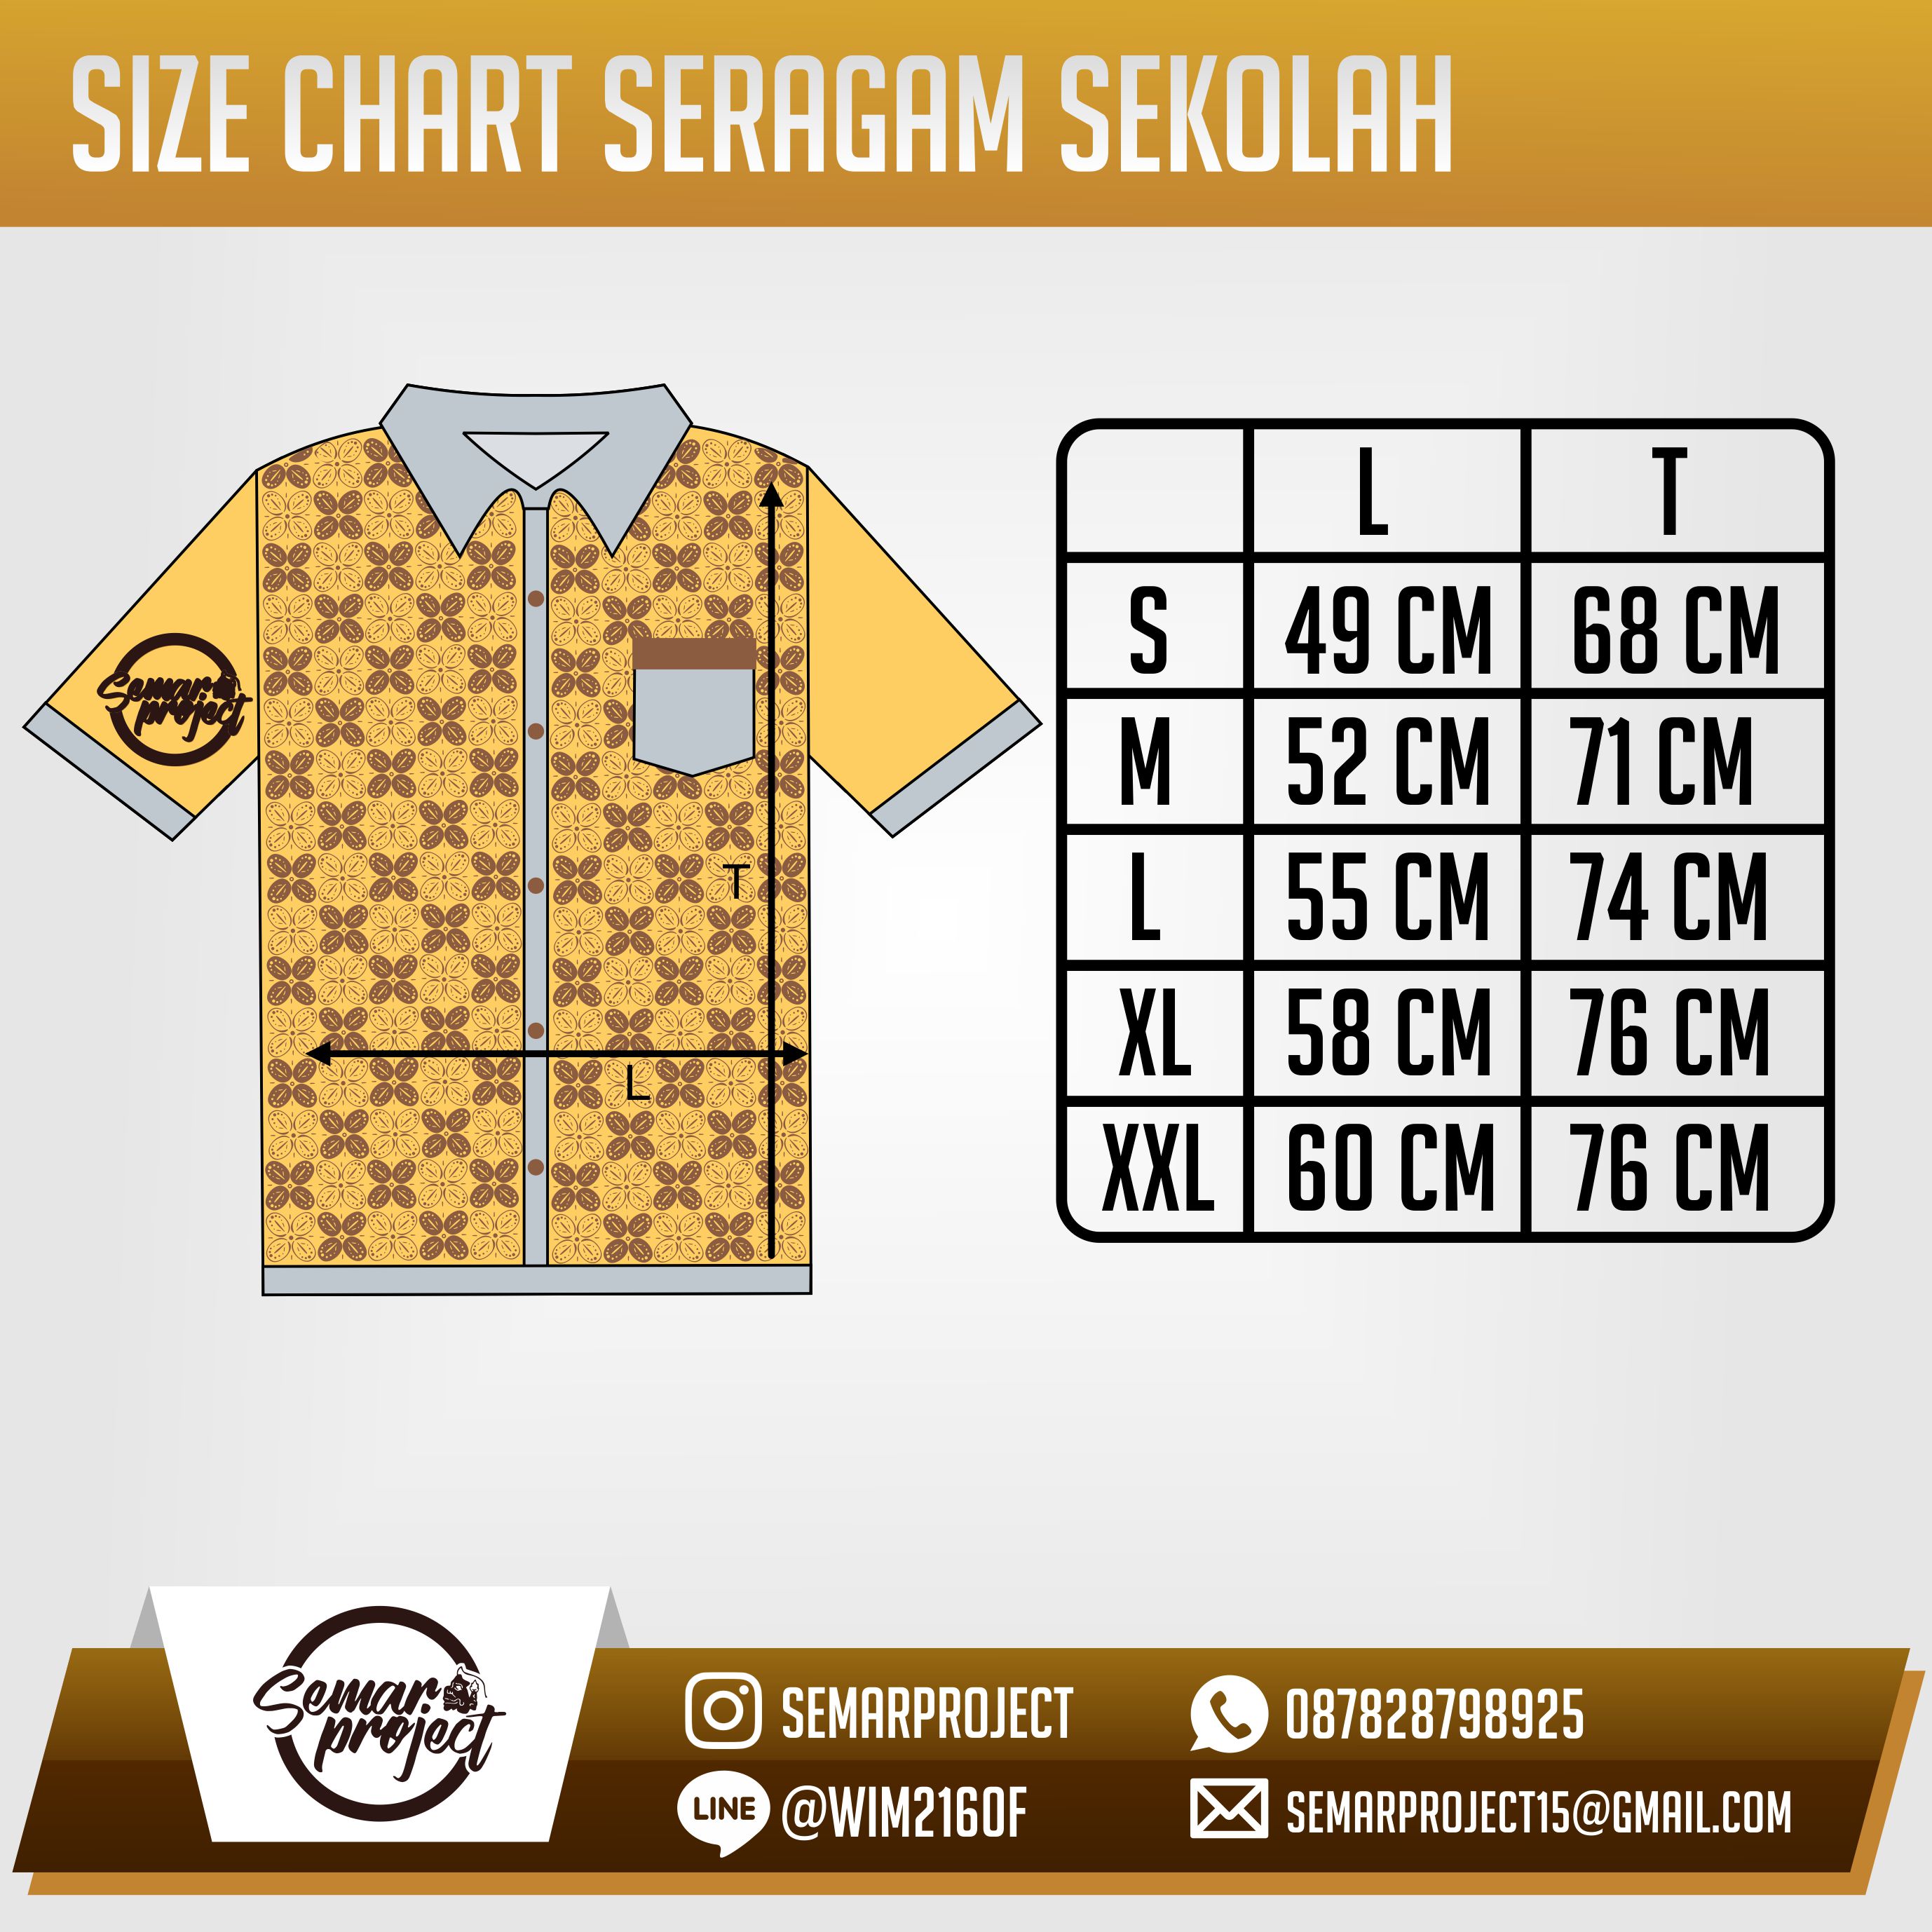 SIZE CHART SERAGAM SEKOLAH
Semar
project
T
L
L T
S 49 CM 68 CM
M 52 CM 71 CM
L 55 CM 74 CM
XL 58 CM 76 CM
XXL 60 CM 76 CM
Semar
project
SEMARPROJECT
087828798925
LINE @WIM2160F
SEMARPROJECT15@GMAIL.COM